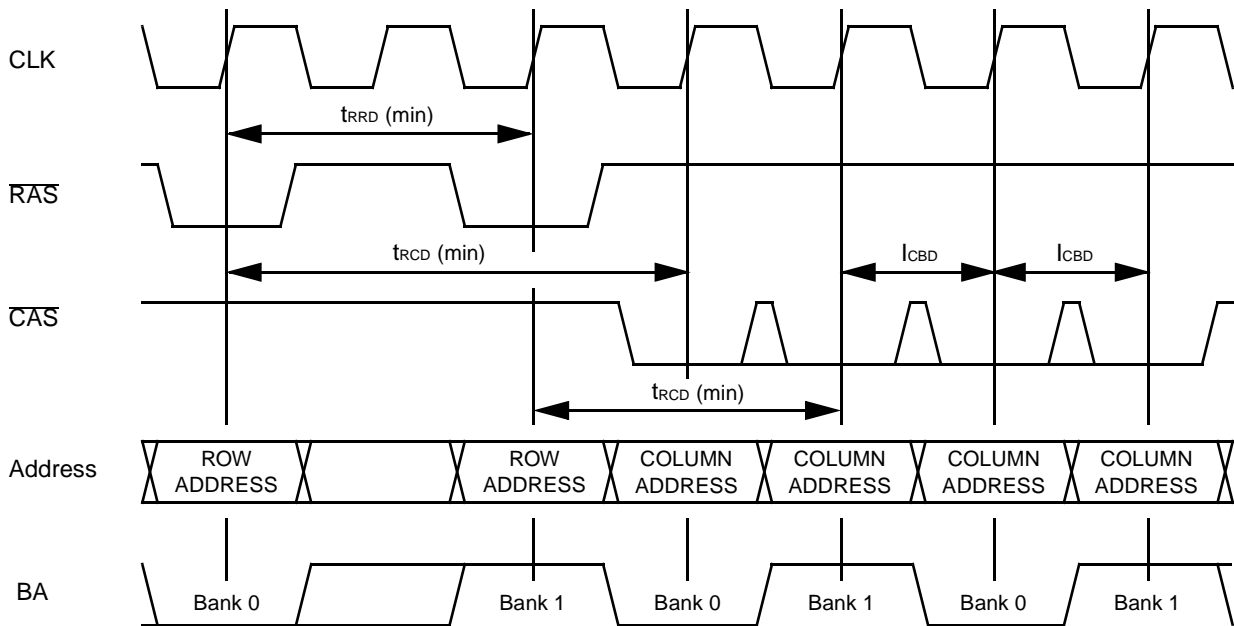 CLK
tRRD (min)
RAS
tRCD (min)
ICBD
ICBD
CAS
tRCD (min)
Address
ROW
ADDRESS
ROW
ADDRESS
COLUMN
ADDRESS
COLUMN
ADDRESS
COLUMN
ADDRESS
COLUMN
ADDRESS
BA
Bank 0
Bank 1
Bank 0
Bank 1
Bank 0
Bank 1